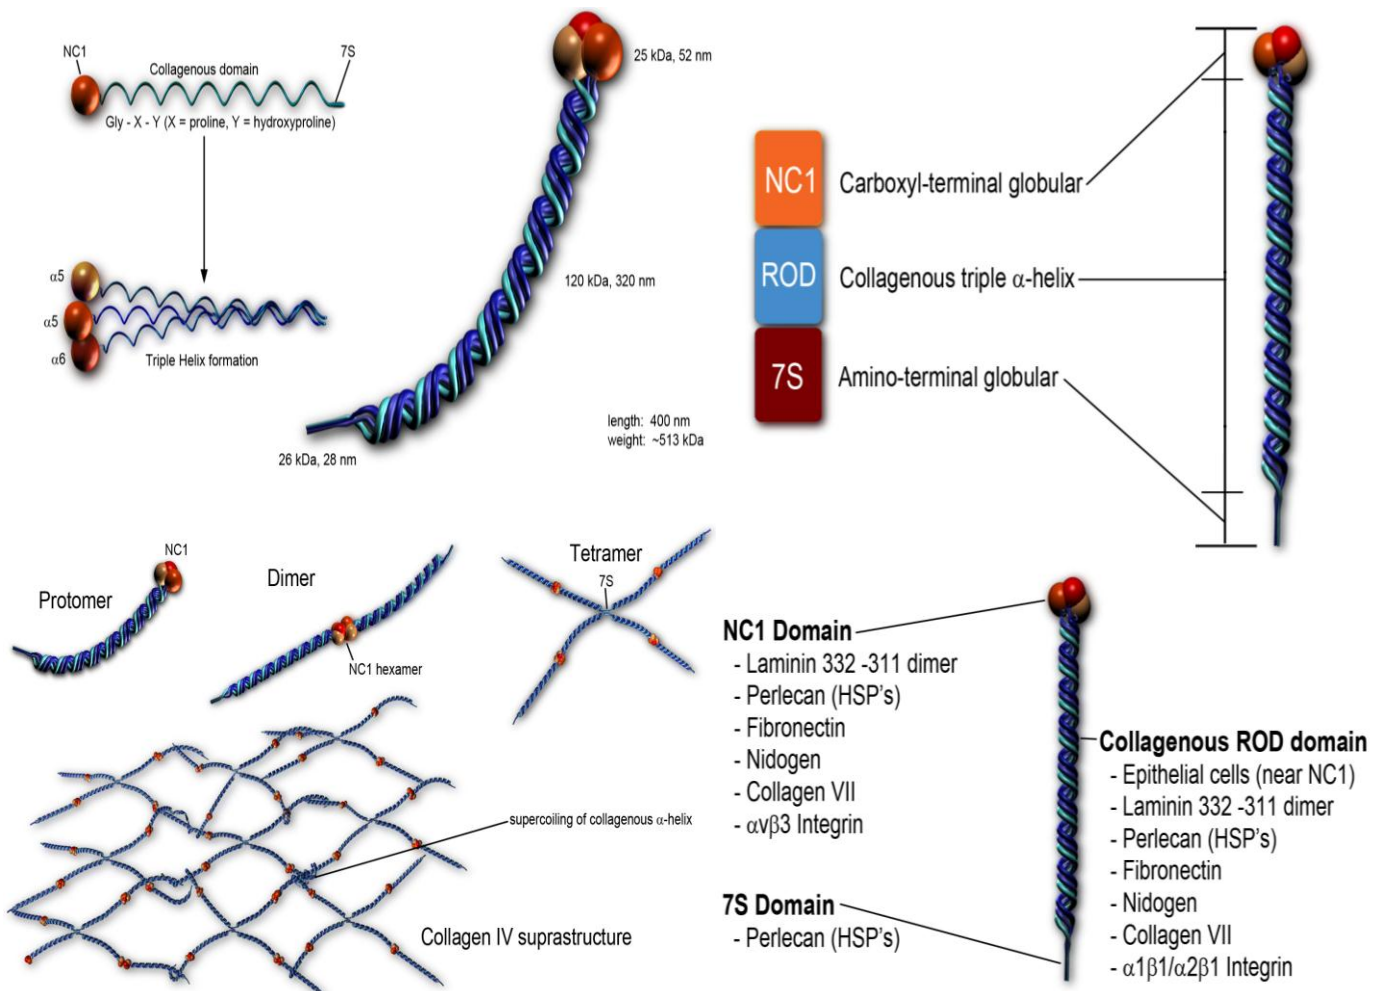 NC1
7S
Collagenous domain
Gly - X - Y (X = proline, Y = hydroxyproline)
α5
α5
α6
Triple Helix formation
25 kDa, 52 nm
120 kDa, 320 nm
length: 400 nm
weight: ~513 kDa
26 kDa, 28 nm
NC1 Carboxyl-terminal globular
ROD Collagenous triple α-helix
7S Amino-terminal globular
NC1
Protomer
Dimer
NC1 hexamer
Tetramer
7S
supercoiling of collagenous α-helix
Collagen IV suprastructure
NC1 Domain
- Laminin 332 -311 dimer
- Perlecan (HSP's)
- Fibronectin
- Nidogen
- Collagen VII
- αvβ3 Integrin
7S Domain
- Perlecan (HSP's)
Collagenous ROD domain
- Epithelial cells (near NC1)
- Laminin 332 -311 dimer
- Perlecan (HSP's)
- Fibronectin
- Nidogen
- Collagen VII
- α1β1/α2β1 Integrin